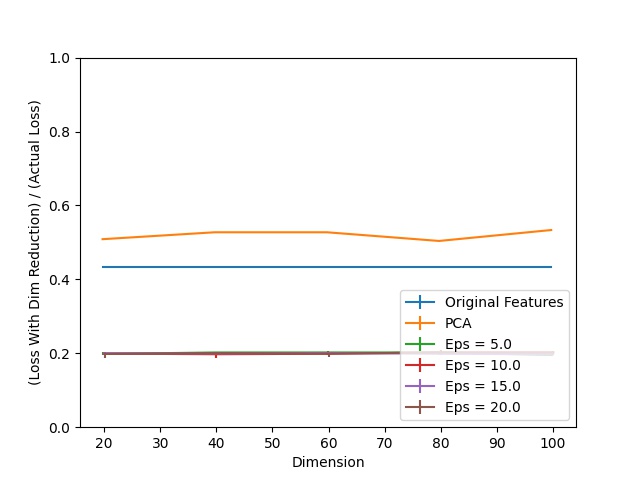 1.0
0.8
0.6
0.4
0.2
0.0
(Loss With Dim Reduction) / (Actual Loss)
Original Features
PCA
Eps = 5.0
Eps = 10.0
Eps = 15.0
Eps = 20.0
20 30 40 50 60 70 80 90 100
Dimension